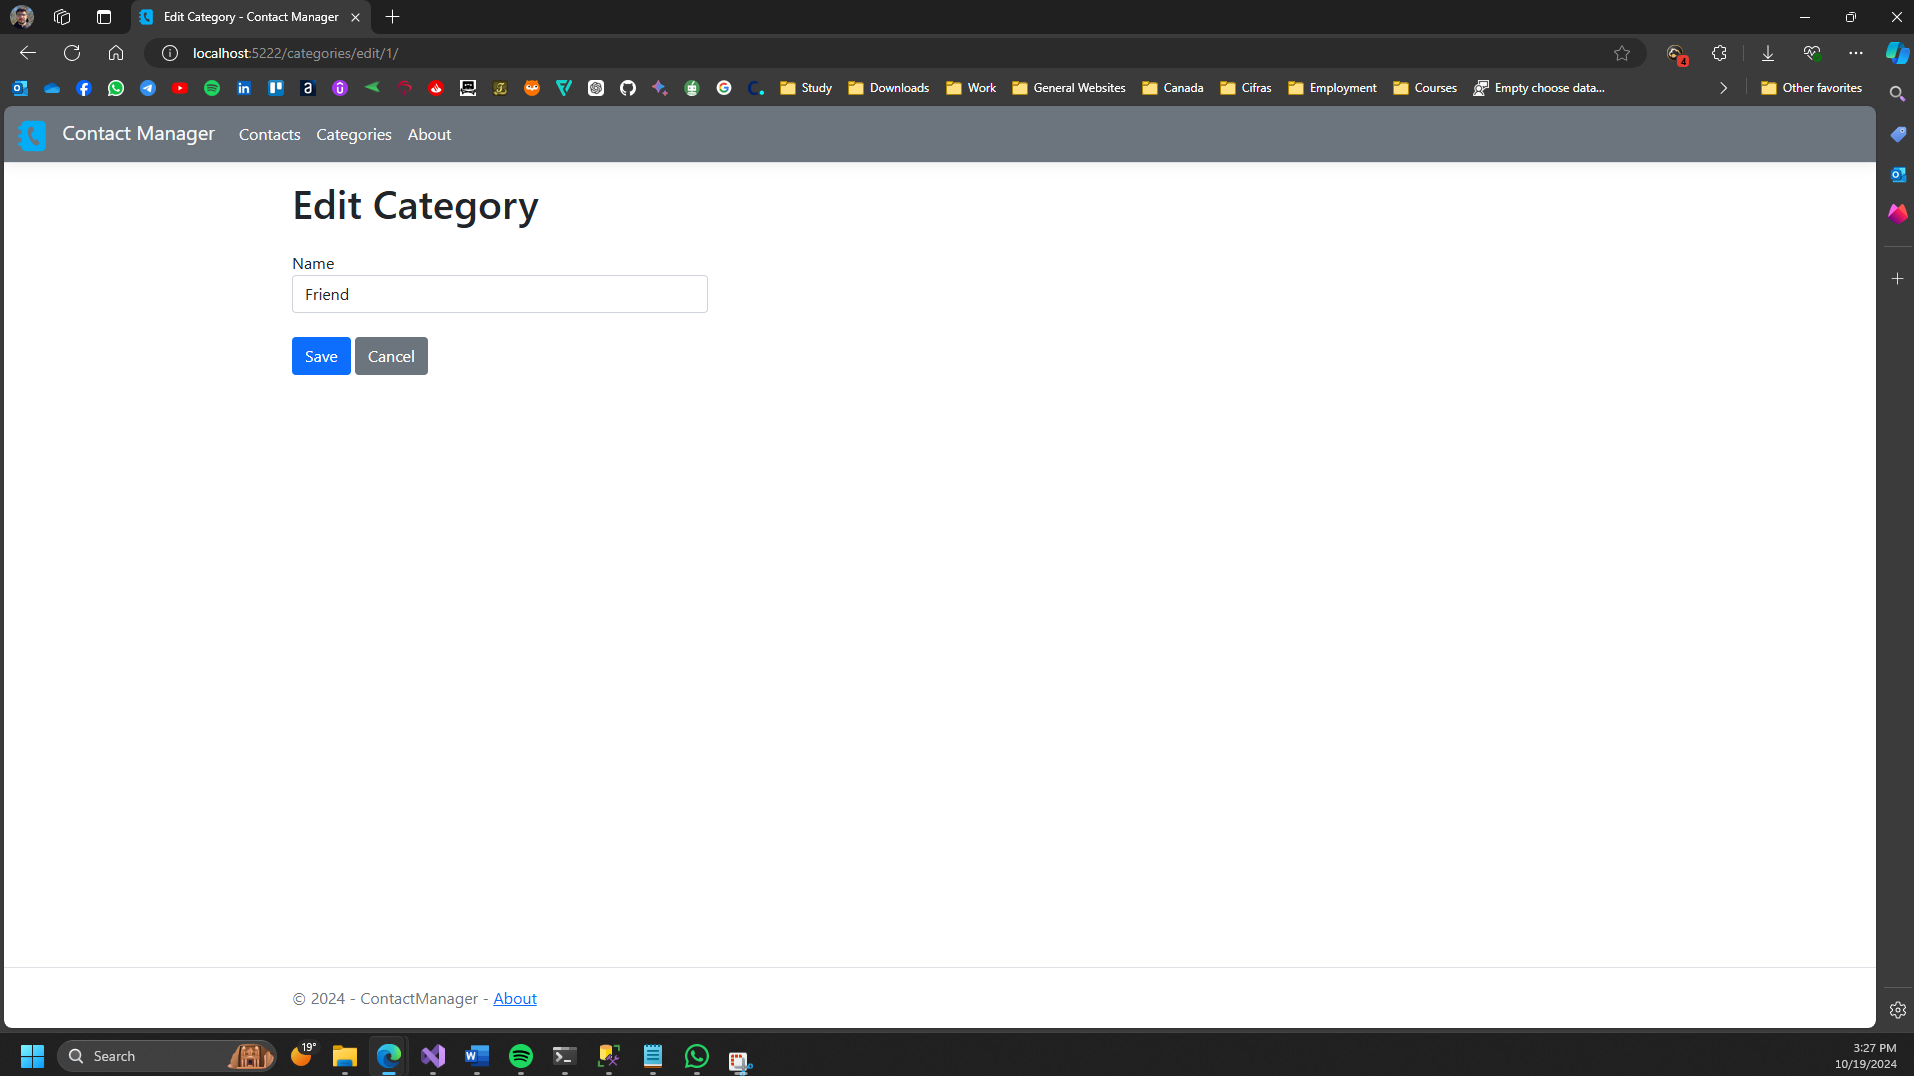 Edit Category - Contact Manager
localhost:5222/categories/edit/1/
4
Study
Downloads
Work
General Websites
Canada
Cifras
Employment
Courses
Empty choose data...
Other favorites
Contact Manager
Contacts
Categories
About
Edit Category
Name
Friend
Save
Cancel
© 2024 - ContactManager - About
Search
19°
3:27 PM
10/19/2024